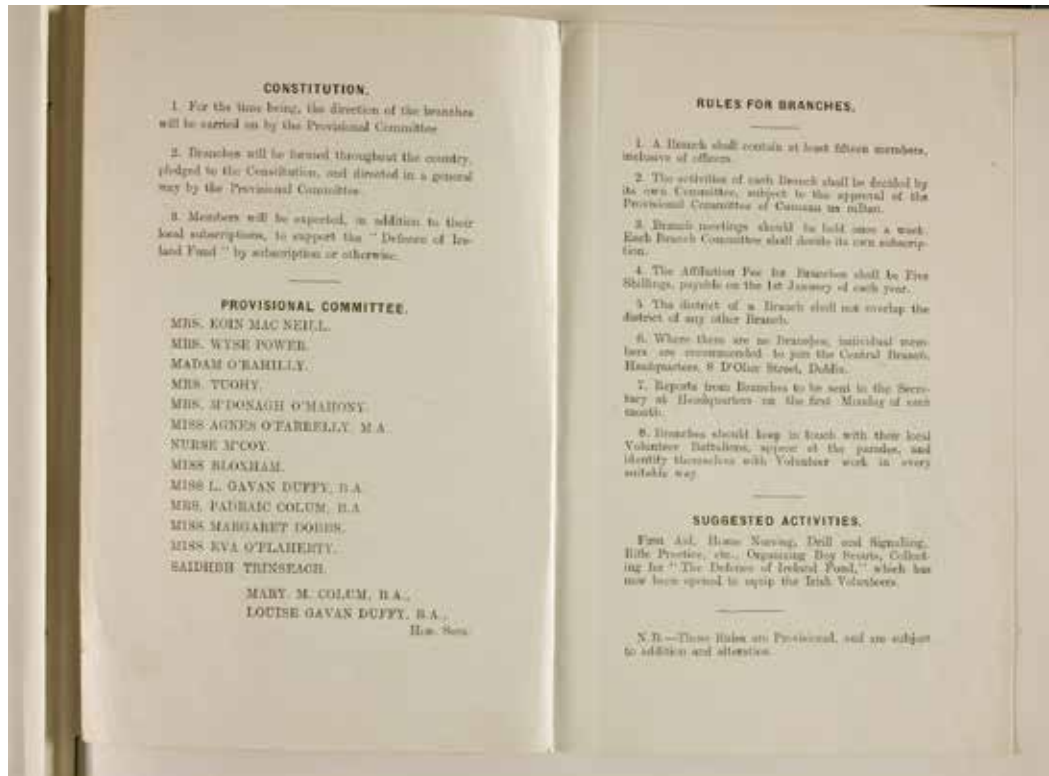 CONSTITUTION.
1. For the time being, the direction of the branches
will be carried on by the Provisional Committee
2. Branches will be formed throughout the country,
pledged to the Constitution, and directed in a general
way by the Provisional Committee
3. Members will be expected, in addition to their
local subscriptions, to support the " Defence of Ire-
land Fund " by subscription or otherwise.
PROVISIONAL COMMITTEE.
MRS. EOIN MAC NEILL.
MRS. WYSE POWER.
MADAM O'RAHILLY.
MRS. TUOHY.
MRS. M'DONAGH O'MAHONY.
MISS AGNES O'FARRELLY, M.A.
NURSE M'COY.
MISS BLOXHAM.
MISS L. GAVAN DUFFY, B.A.
MRS. PADRAIC COLUM, B.A.
MISS MARGARET DOBBS.
MISS EVA O'FLAHERTY.
SAIDHBH TRINSEACH.
MARY. M. COLUM, B.A.,
LOUISE GAVAN DUFFY, B.A.,
Hon. Secs.
RULES FOR BRANCHES.
1. A Branch shall contain at least fifteen members,
inclusive of officers.
2. The activities of each Branch shall be decided by
its own Committee, subject to the approval of the
Provisional Committee of Cumann na mBan.
3. Branch meetings should be held once a week.
Each Branch Committee shall decide its own subscrip-
tion.
4. The Affiliation Fee for Branches shall be Five
Shillings, payable on the 1st January of each year.
5. The district of a Branch shall not overlap the
district of any other Branch.
6. Where there are no Branches, individual mem-
bers are recommended to join the Central Branch,
Headquarters, 8 D'Olier Street, Dublin.
7. Reports from Branches to be sent to the Secre-
tary at Headquarters on the first Monday of each
month.
8. Branches should keep in touch with their local
Volunteer Battalions, appear at the parades, and
identify themselves with Volunteer work in every
suitable way.
SUGGESTED ACTIVITIES.
First Aid, Home Nursing, Drill and Signalling,
Rifle Practice, etc., Organizing Boy Scouts, Collect-
ing for " The Defence of Ireland Fund," which has
now been opened to equip the Irish Volunteers.
N.B.—These Rules are Provisional, and are subject
to addition and alteration.